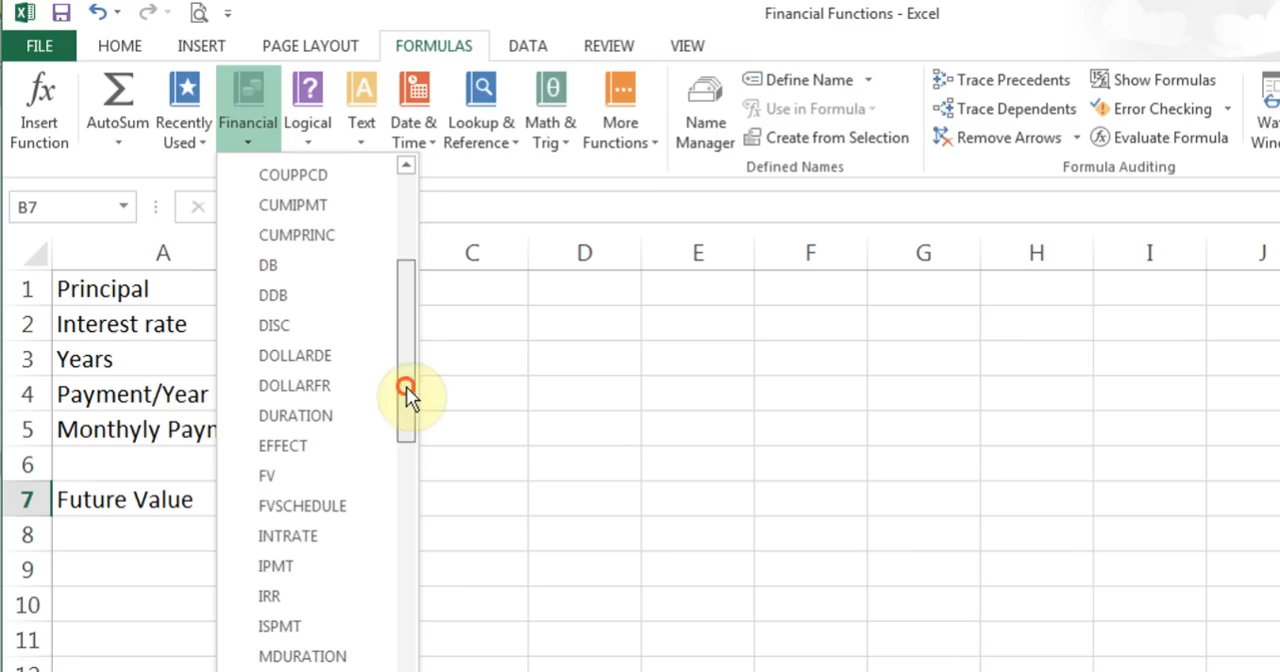 Financial Functions - Excel
FILE HOME INSERT PAGE LAYOUT FORMULAS DATA REVIEW VIEW
Insert Function
AutoSum
Recently Used
Financial
Logical
Text
Date & Time
Lookup & Reference
Math & Trig
More Functions
Name Manager
Define Name
Use in Formula
Create from Selection
Defined Names
Trace Precedents
Trace Dependents
Remove Arrows
Show Formulas
Error Checking
Evaluate Formula
Formula Auditing
B7
A C D E F G H I J
COUPPCD
CUMIPMT
CUMPRINC
DB
DDB
DISC
DOLLARDE
DOLLARFR
DURATION
EFFECT
FV
FVSCHEDULE
INTRATE
IPMT
IRR
ISPMT
MDURATION
1 Principal
2 Interest rate
3 Years
4 Payment/Year
5 Monthyly Payn
6
7 Future Value
8
9
10
11